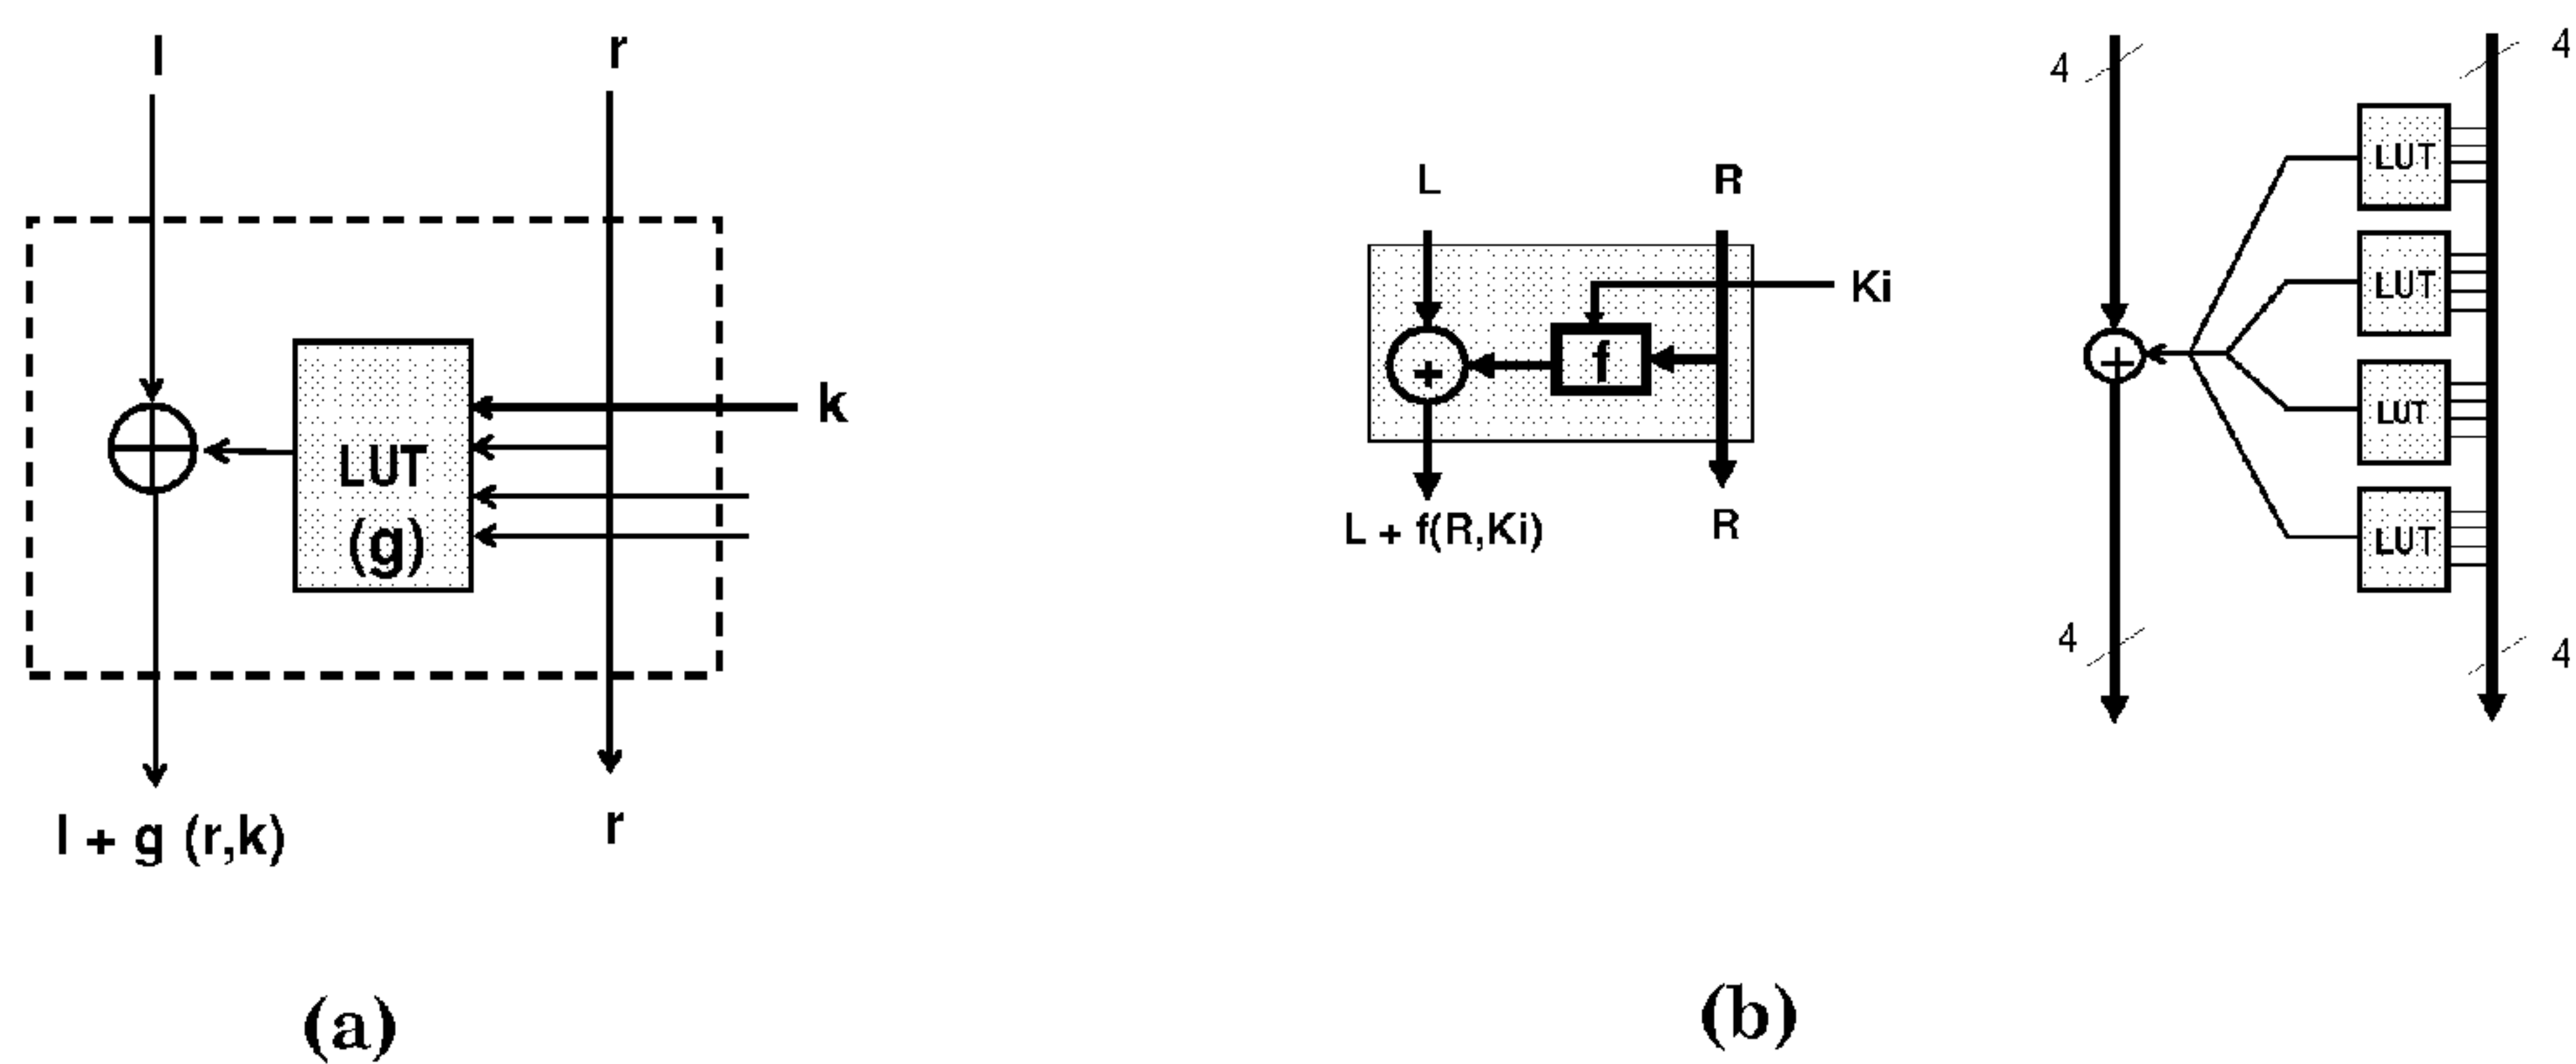 l
r
k
LUT
(g)
l + g (r,k)
r
(a)
L
R
Ki
f
+
L + f(R,Ki)
R
4
4
LUT
LUT
+
LUT
LUT
4
4
(b)